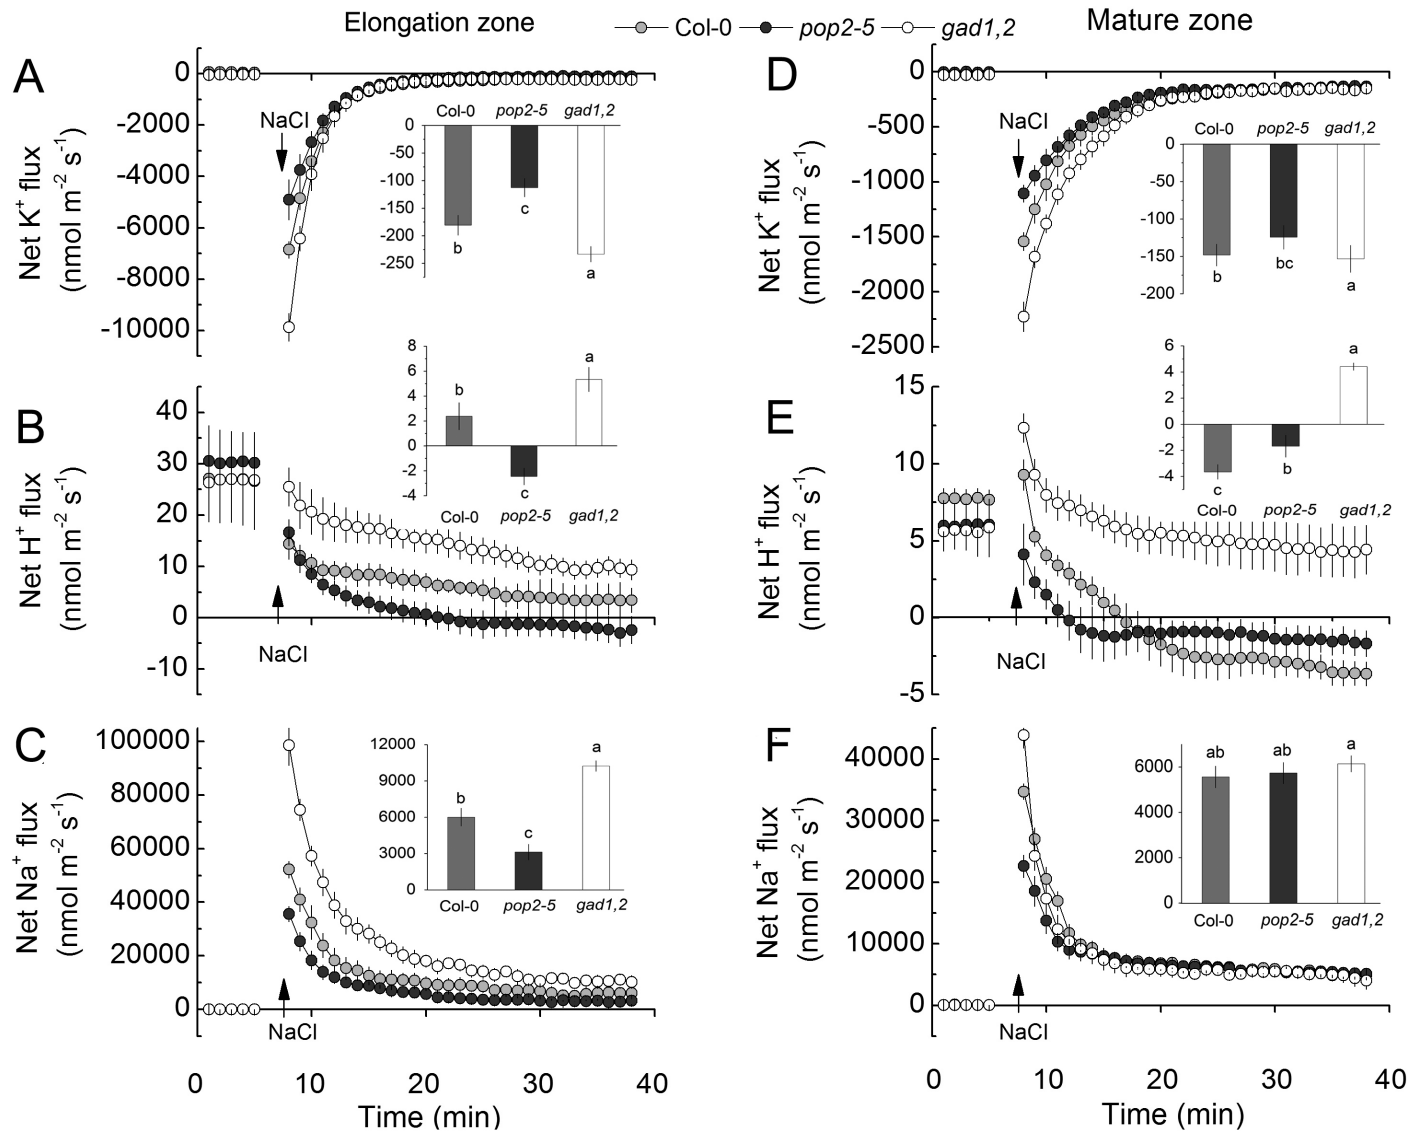 Elongation zone
Col-0 pop2-5 gad1,2
Mature zone
A
Net K⁺ flux
(nmol m⁻² s⁻¹)
0
-2000
-4000
-6000
-8000
-10000
NaCl
Col-0 pop2-5 gad1,2
0
-50
-100
-150
-200
-250
b
c
a
D
Net K⁺ flux
(nmol m⁻² s⁻¹)
0
-500
-1000
-1500
-2000
-2500
NaCl
Col-0 pop2-5 gad1,2
0
-50
-100
-150
-200
b
bc
a
B
Net H⁺ flux
(nmol m⁻² s⁻¹)
40
30
20
10
0
-10
NaCl
8
6
4
2
0
-2
-4
b
c
a
Col-0 pop2-5 gad1,2
E
Net H⁺ flux
(nmol m⁻² s⁻¹)
15
10
5
0
-5
NaCl
6
4
2
0
-2
-4
c
b
a
Col-0 pop2-5 gad1,2
C
Net Na⁺ flux
(nmol m⁻² s⁻¹)
100000
80000
60000
40000
20000
0
NaCl
12000
9000
6000
3000
0
b
c
a
Col-0 pop2-5 gad1,2
0 10 20 30 40
Time (min)
F
Net Na⁺ flux
(nmol m⁻² s⁻¹)
40000
30000
20000
10000
0
NaCl
6000
4000
2000
0
ab
ab
a
Col-0 pop2-5 gad1,2
0 10 20 30 40
Time (min)